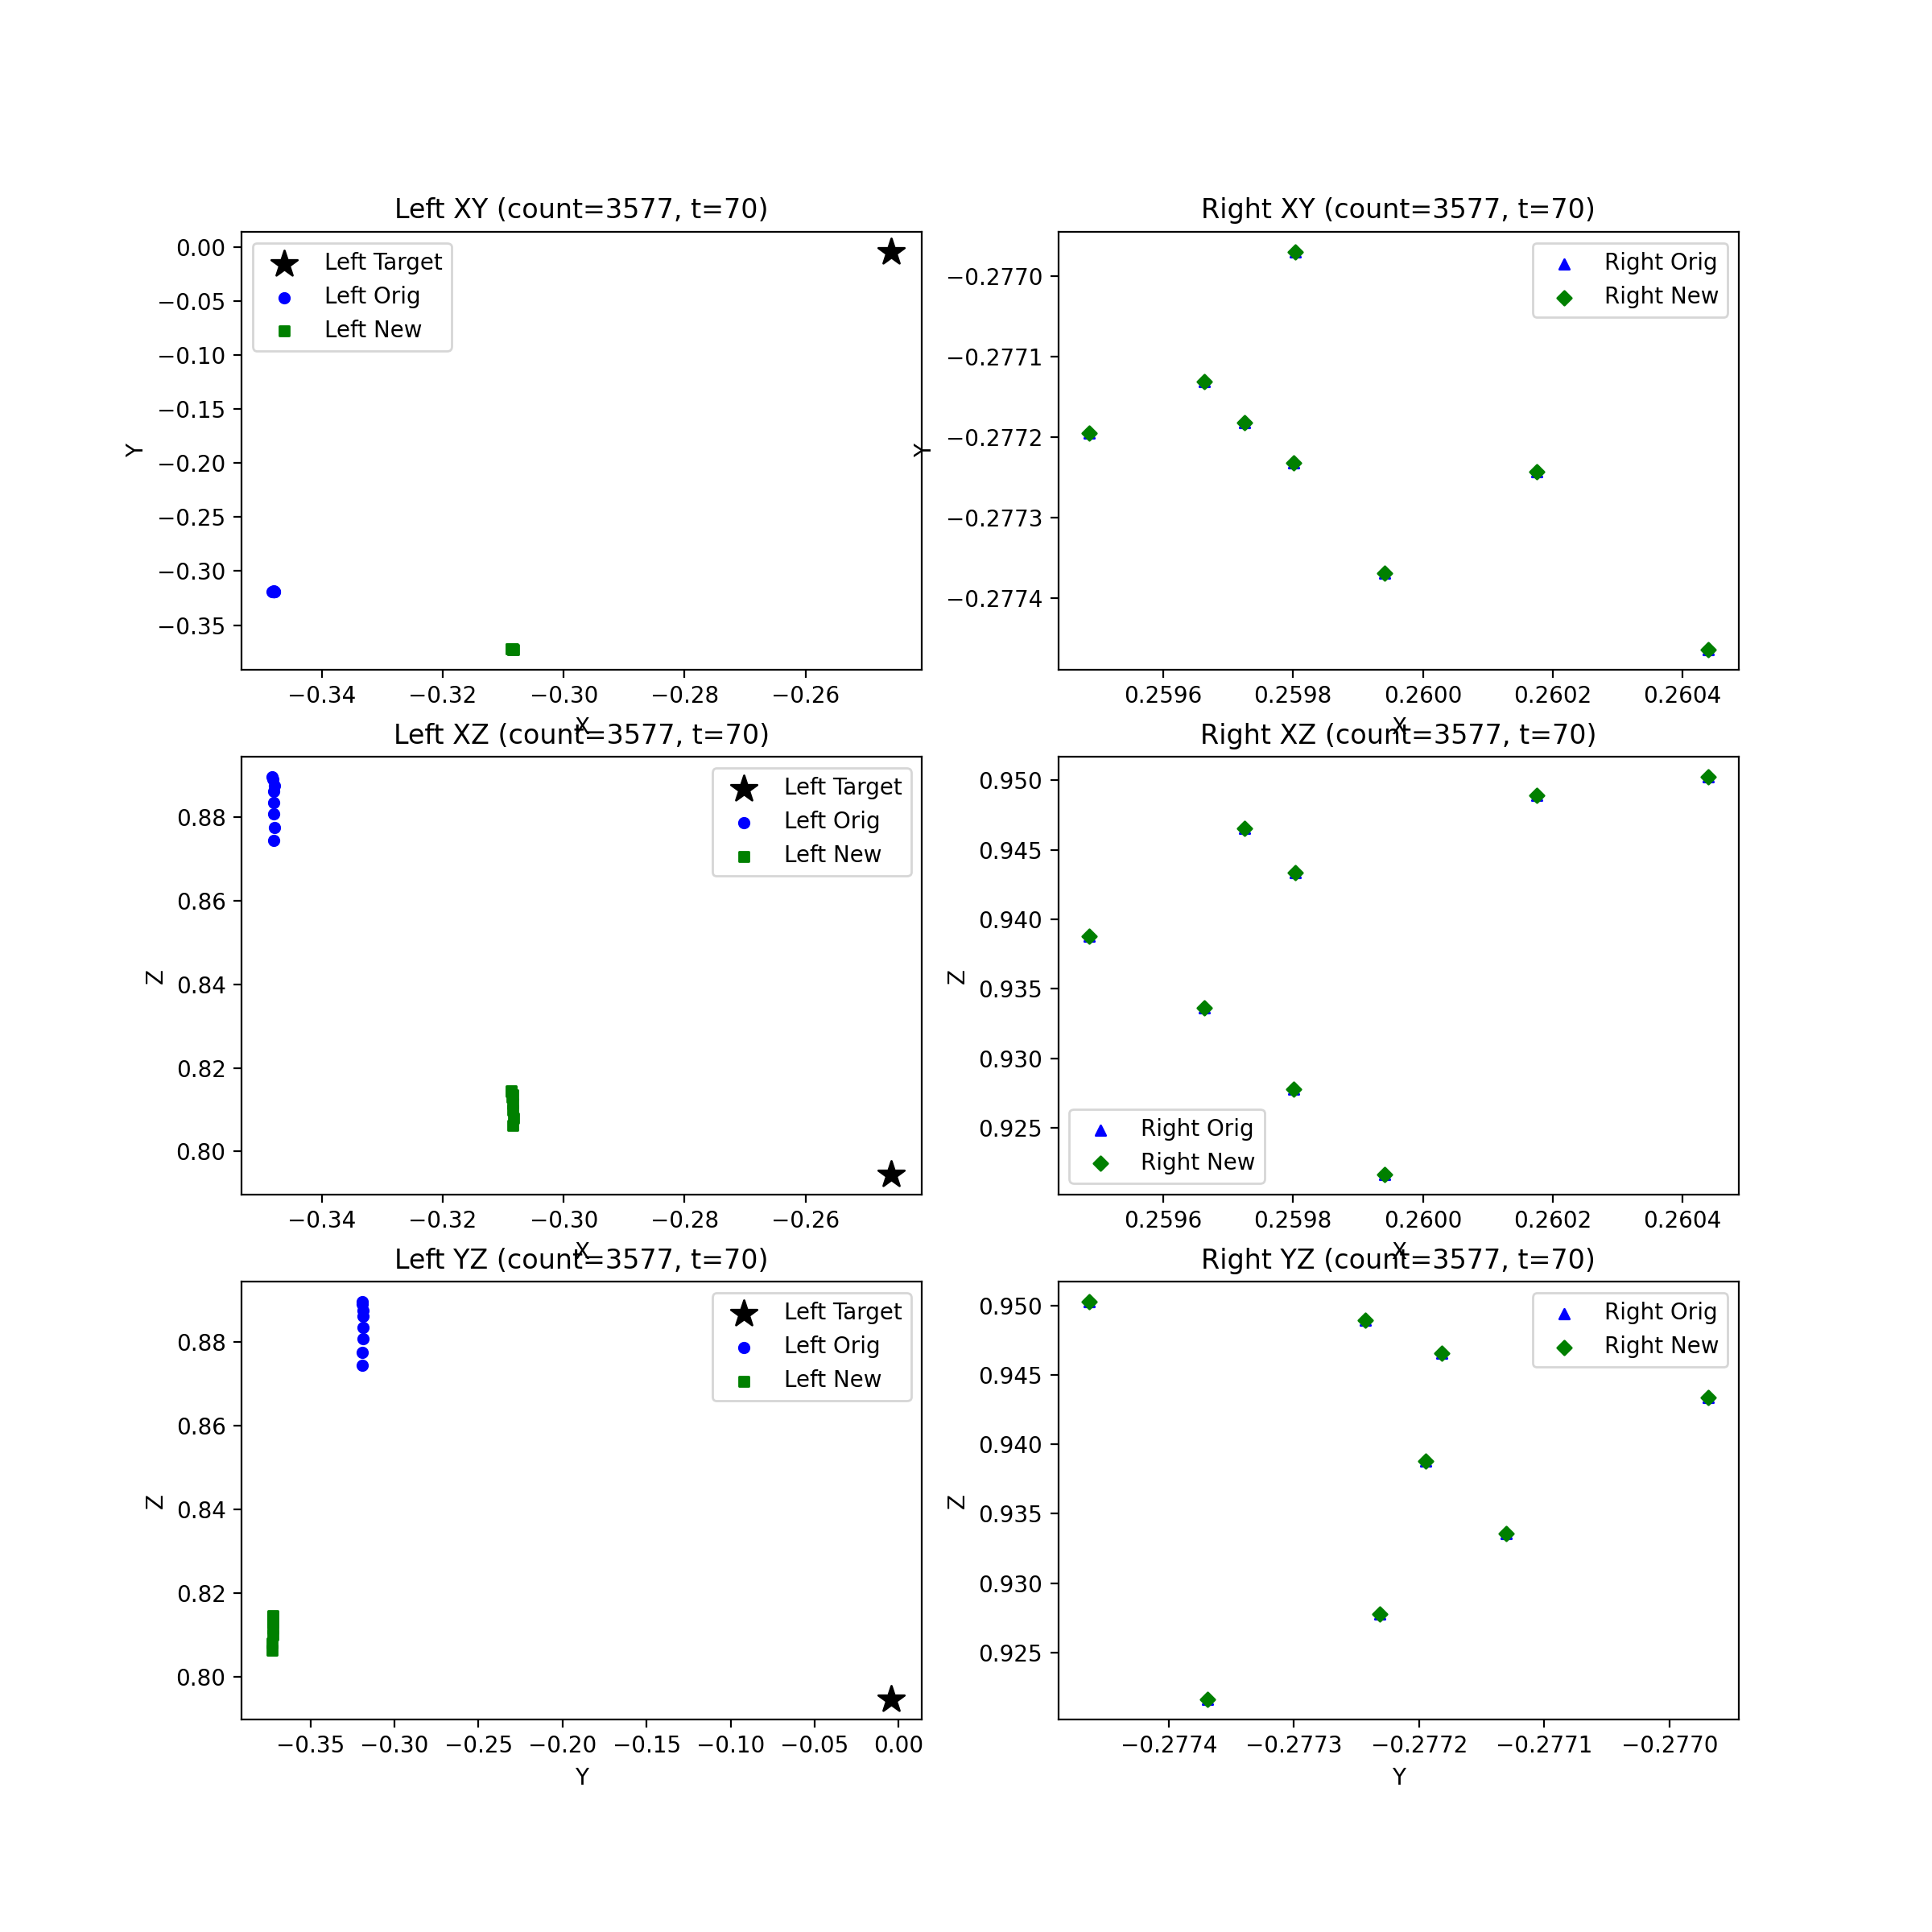 Left XY (count=3577, t=70)
Right XY (count=3577, t=70)
0.00
−0.05
−0.10
−0.15
−0.20
−0.25
−0.30
−0.35
Y
Left Target
Left Orig
Left New
−0.34
−0.32
−0.30
−0.28
−0.26
X
−0.2770
−0.2771
−0.2772
−0.2773
−0.2774
Y
Right Orig
Right New
0.2596
0.2598
0.2600
0.2602
0.2604
X
Left XZ (count=3577, t=70)
Right XZ (count=3577, t=70)
0.88
0.86
0.84
0.82
0.80
Z
Left Target
Left Orig
Left New
−0.34
−0.32
−0.30
−0.28
−0.26
X
0.950
0.945
0.940
0.935
0.930
0.925
Z
Right Orig
Right New
0.2596
0.2598
0.2600
0.2602
0.2604
X
Left YZ (count=3577, t=70)
Right YZ (count=3577, t=70)
0.88
0.86
0.84
0.82
0.80
Z
Left Target
Left Orig
Left New
−0.35
−0.30
−0.25
−0.20
−0.15
−0.10
−0.05
0.00
Y
0.950
0.945
0.940
0.935
0.930
0.925
Z
Right Orig
Right New
−0.2774
−0.2773
−0.2772
−0.2771
−0.2770
Y